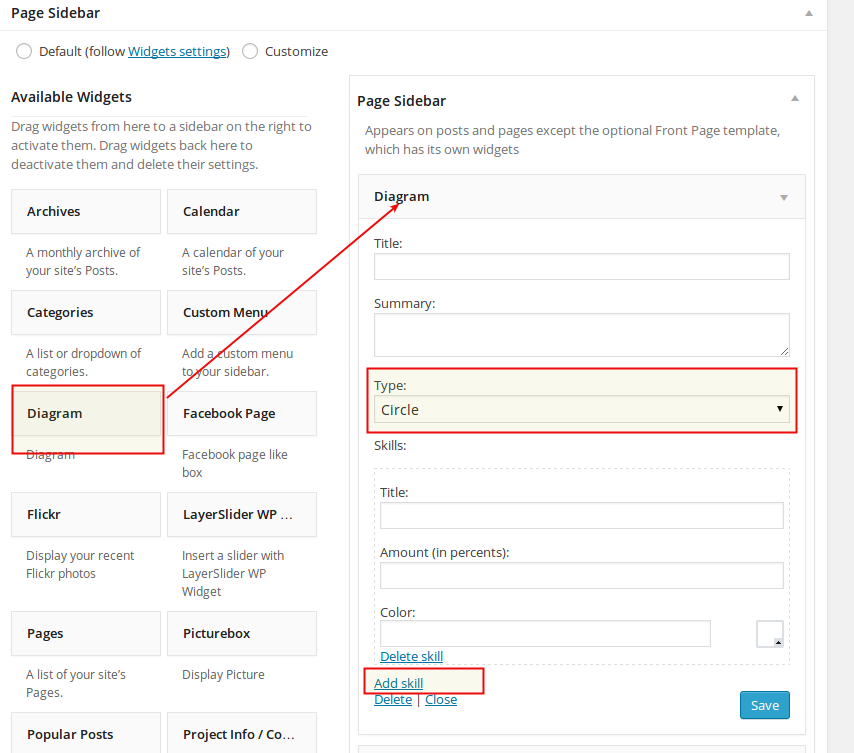 Page Sidebar
Default (follow Widgets settings) Customize
Available Widgets
Drag widgets from here to a sidebar on the right to
activate them. Drag widgets back here to
deactivate them and delete their settings.
Archives Calendar
A monthly archive of
your site's Posts.
A calendar of your
site's Posts.
Categories Custom Menu
A list or dropdown of
categories.
Add a custom menu
to your sidebar.
Diagram Facebook Page
Diagram
Facebook page like
box
Flickr LayerSlider WP …
Display your recent
Flickr photos
Insert a slider with
LayerSlider WP
Widget
Pages Picturebox
A list of your site's
Pages.
Display Picture
Popular Posts Project Info / Co…
Page Sidebar
Appears on posts and pages except the optional Front Page template,
which has its own widgets
Diagram
Title:
Summary:
Type:
Circle
Skills:
Title:
Amount (in percents):
Color:
Delete skill
Add skill
Delete | Close
Save